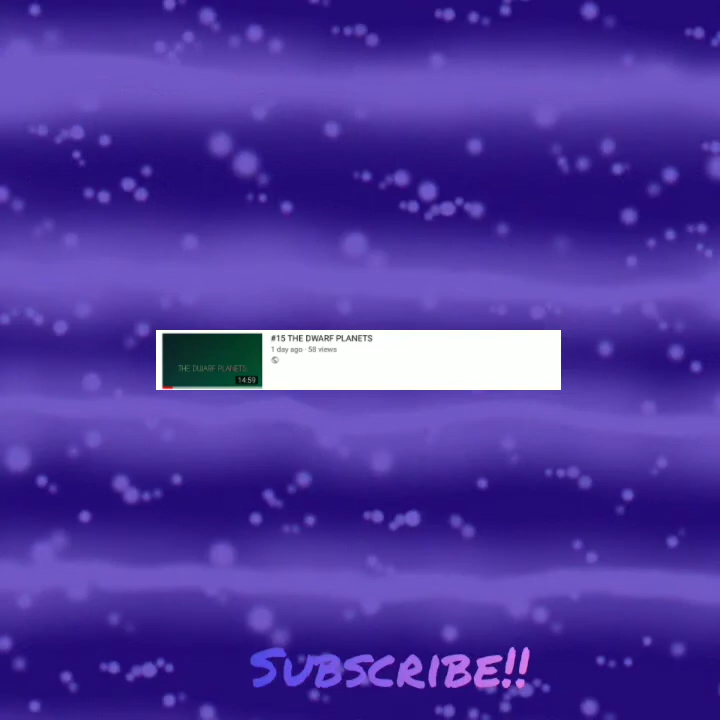 #15 THE DWARF PLANETS
1 day ago · 58 views
THE DWARF PLANETS
14:59
SUBSCRIBE!!